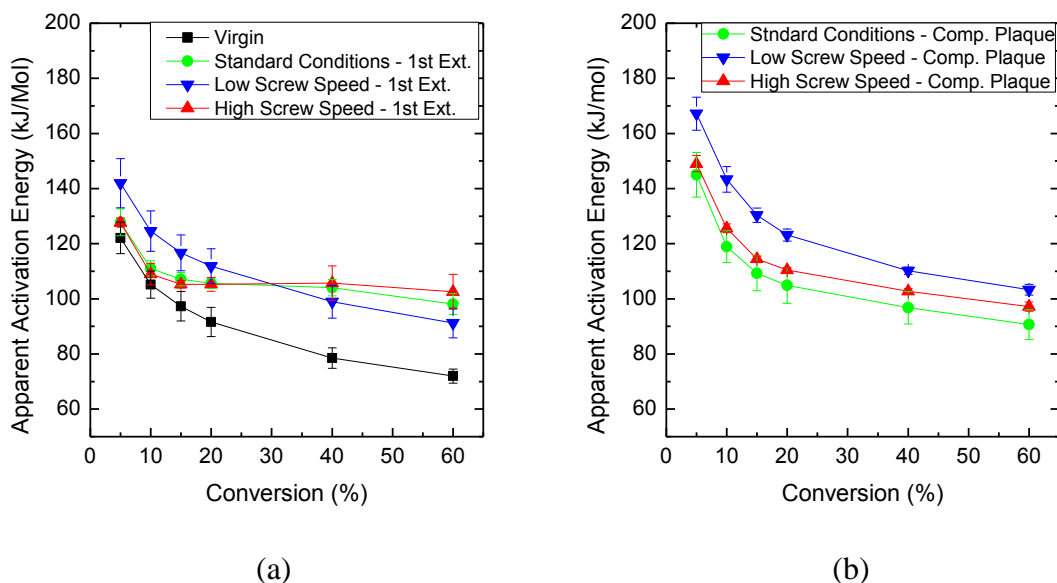 200
180
160
140
120
100
80
60
0 10 20 30 40 50 60
Apparent Activation Energy (kJ/Mol)
Conversion (%)
Virgin
Standard Conditions - 1st Ext.
Low Screw Speed - 1st Ext.
High Screw Speed - 1st Ext.
(a)
200
180
160
140
120
100
80
60
0 10 20 30 40 50 60
Apparent Activation Energy (kJ/mol)
Conversion (%)
Stndard Conditions - Comp. Plaque
Low Screw Speed - Comp. Plaque
High Screw Speed - Comp. Plaque
(b)